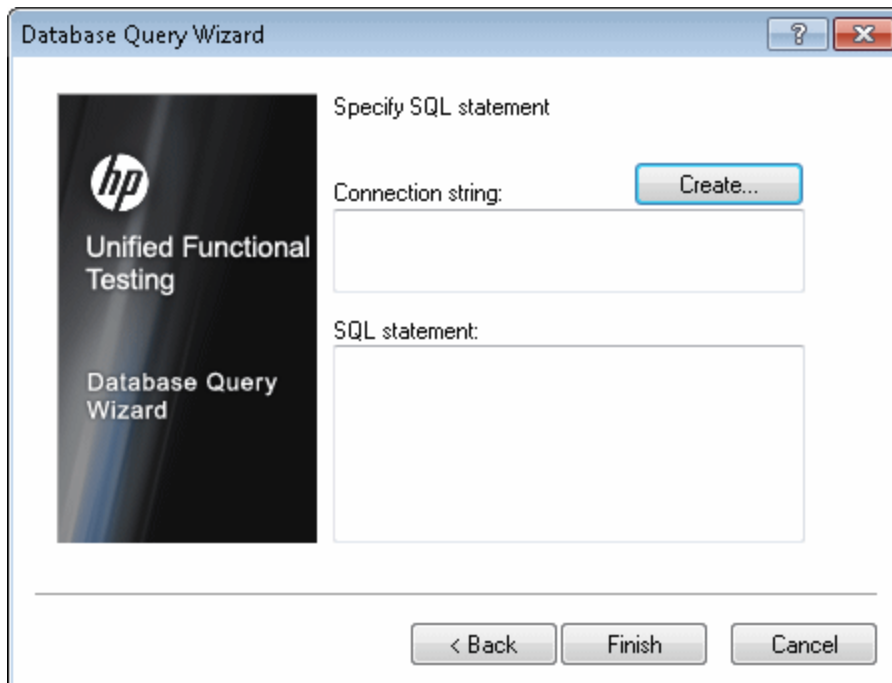 Database Query Wizard
?
Specify SQL statement
hp
Unified Functional
Testing
Database Query
Wizard
Connection string:
Create...
SQL statement:
< Back
Finish
Cancel